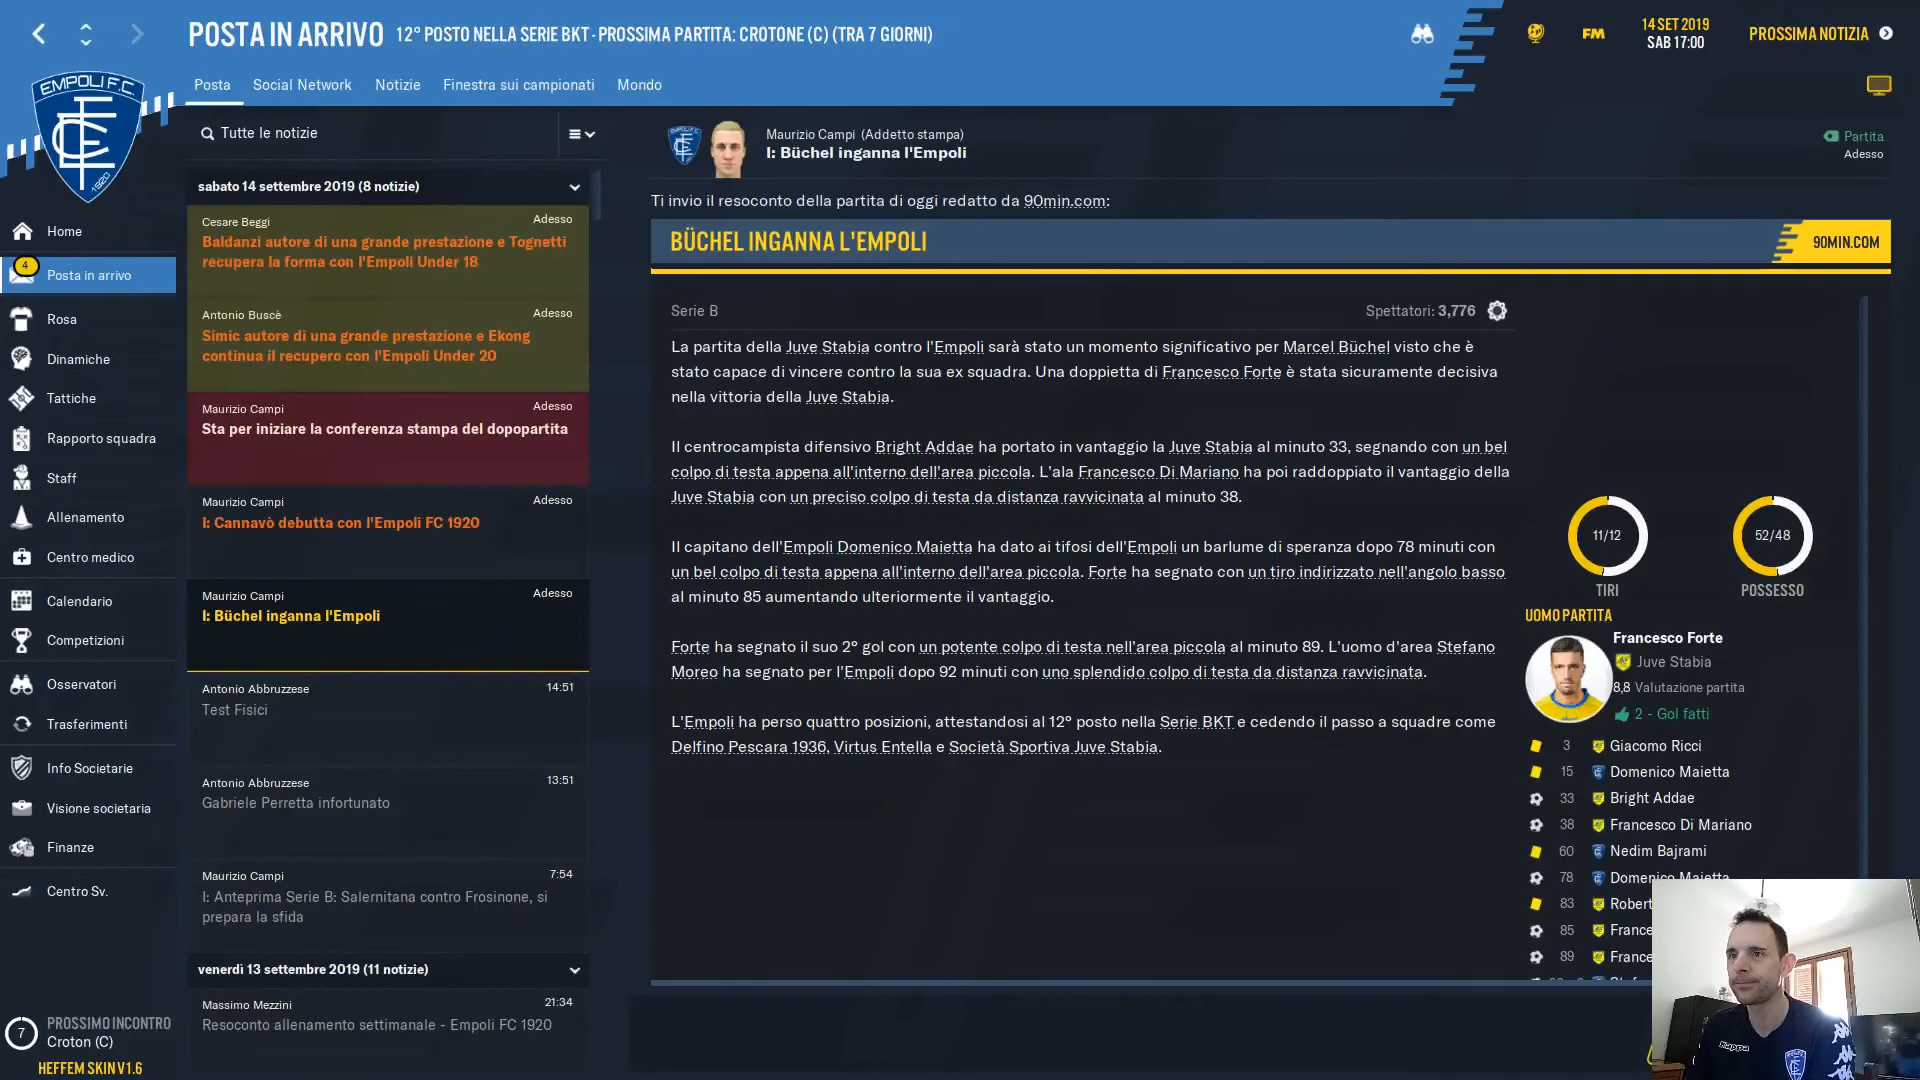 POSTA IN ARRIVO 12° POSTO NELLA SERIE BKT - PROSSIMA PARTITA: CROTONE (C) (TRA 7 GIORNI)
FM
14 SET 2019
SAB 17:00
PROSSIMA NOTIZIA
Posta
Social Network
Notizie
Finestra sui campionati
Mondo
EMPOLI F.C.
1920
Home
4
Posta in arrivo
Rosa
Dinamiche
Tattiche
Rapporto squadra
Staff
Allenamento
Centro medico
Calendario
Competizioni
Osservatori
Trasferimenti
Info Societarie
Visione societaria
Finanze
Centro Sv.
7
PROSSIMO INCONTRO
Croton (C)
HEFFEM SKIN V1.6
Tutte le notizie
sabato 14 settembre 2019 (8 notizie)
Cesare Beggi
Adesso
Baldanzi autore di una grande prestazione e Tognetti
recupera la forma con l'Empoli Under 18
Antonio Buscè
Adesso
Simic autore di una grande prestazione e Ekong
continua il recupero con l'Empoli Under 20
Maurizio Campi
Adesso
Sta per iniziare la conferenza stampa del dopopartita
Maurizio Campi
Adesso
I: Cannavò debutta con l'Empoli FC 1920
Maurizio Campi
Adesso
I: Büchel inganna l'Empoli
Antonio Abbruzzese
14:51
Test Fisici
Antonio Abbruzzese
13:51
Gabriele Perretta infortunato
Maurizio Campi
7:54
I: Anteprima Serie B: Salernitana contro Frosinone, si
prepara la sfida
venerdì 13 settembre 2019 (11 notizie)
Massimo Mezzini
21:34
Resoconto allenamento settimanale - Empoli FC 1920
Maurizio Campi (Addetto stampa)
I: Büchel inganna l'Empoli
Partita
Adesso
Ti invio il resoconto della partita di oggi redatto da 90min.com:
BÜCHEL INGANNA L'EMPOLI
90MIN.COM
Serie B
Spettatori: 3,776
La partita della Juve Stabia contro l'Empoli sarà stato un momento significativo per Marcel Büchel visto che è
stato capace di vincere contro la sua ex squadra. Una doppietta di Francesco Forte è stata sicuramente decisiva
nella vittoria della Juve Stabia.
Il centrocampista difensivo Bright Addae ha portato in vantaggio la Juve Stabia al minuto 33, segnando con un bel
colpo di testa appena all'interno dell'area piccola. L'ala Francesco Di Mariano ha poi raddoppiato il vantaggio della
Juve Stabia con un preciso colpo di testa da distanza ravvicinata al minuto 38.
Il capitano dell'Empoli Domenico Maietta ha dato ai tifosi dell'Empoli un barlume di speranza dopo 78 minuti con
un bel colpo di testa appena all'interno dell'area piccola. Forte ha segnato con un tiro indirizzato nell'angolo basso
al minuto 85 aumentando ulteriormente il vantaggio.
Forte ha segnato il suo 2° gol con un potente colpo di testa nell'area piccola al minuto 89. L'uomo d'area Stefano
Moreo ha segnato per l'Empoli dopo 92 minuti con uno splendido colpo di testa da distanza ravvicinata.
L'Empoli ha perso quattro posizioni, attestandosi al 12° posto nella Serie BKT e cedendo il passo a squadre come
Delfino Pescara 1936, Virtus Entella e Società Sportiva Juve Stabia.
11/12
TIRI
52/48
POSSESSO
UOMO PARTITA
Francesco Forte
Juve Stabia
8,8 Valutazione partita
2 - Gol fatti
3 Giacomo Ricci
15 Domenico Maietta
33 Bright Addae
38 Francesco Di Mariano
60 Nedim Bajrami
78 Domenico Maietta
83 Robert
85 France
89 France
Kappa